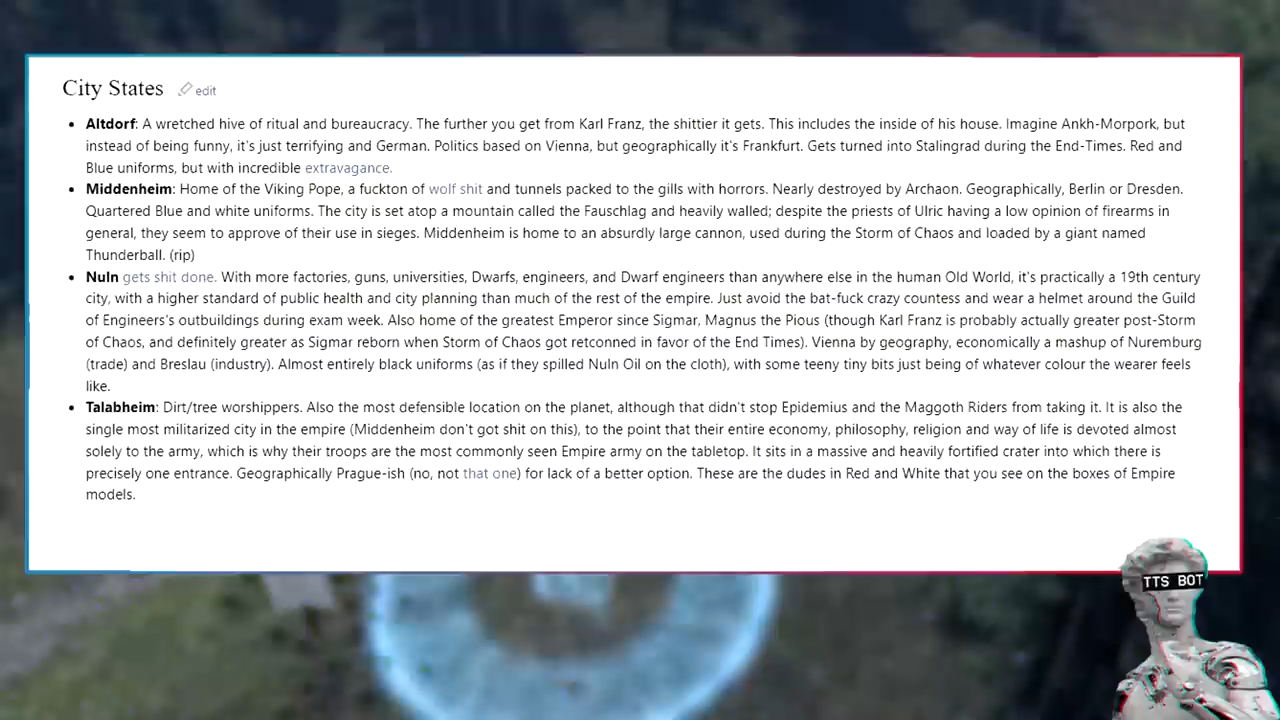 City States edit
Altdorf: A wretched hive of ritual and bureaucracy. The further you get from Karl Franz, the shittier it gets. This includes the inside of his house. Imagine Ankh-Morpork, but
instead of being funny, it's just terrifying and German. Politics based on Vienna, but geographically it's Frankfurt. Gets turned into Stalingrad during the End-Times. Red and
Blue uniforms, but with incredible extravagance.
Middenheim: Home of the Viking Pope, a fuckton of wolf shit and tunnels packed to the gills with horrors. Nearly destroyed by Archaon. Geographically, Berlin or Dresden.
Quartered Blue and white uniforms. The city is set atop a mountain called the Fauschlag and heavily walled; despite the priests of Ulric having a low opinion of firearms in
general, they seem to approve of their use in sieges. Middenheim is home to an absurdly large cannon, used during the Storm of Chaos and loaded by a giant named
Thunderball. (rip)
Nuln gets shit done. With more factories, guns, universities, Dwarfs, engineers, and Dwarf engineers than anywhere else in the human Old World, it's practically a 19th century
city, with a higher standard of public health and city planning than much of the rest of the empire. Just avoid the bat-fuck crazy countess and wear a helmet around the Guild
of Engineers's outbuildings during exam week. Also home of the greatest Emperor since Sigmar, Magnus the Pious (though Karl Franz is probably actually greater post-Storm
of Chaos, and definitely greater as Sigmar reborn when Storm of Chaos got retconned in favor of the End Times). Vienna by geography, economically a mashup of Nuremburg
(trade) and Breslau (industry). Almost entirely black uniforms (as if they spilled Nuln Oil on the cloth), with some teeny tiny bits just being of whatever colour the wearer feels
like.
Talabheim: Dirt/tree worshippers. Also the most defensible location on the planet, although that didn't stop Epidemius and the Maggoth Riders from taking it. It is also the
single most militarized city in the empire (Middenheim don't got shit on this), to the point that their entire economy, philosophy, religion and way of life is devoted almost
solely to the army, which is why their troops are the most commonly seen Empire army on the tabletop. It sits in a massive and heavily fortified crater into which there is
precisely one entrance. Geographically Prague-ish (no, not that one) for lack of a better option. These are the dudes in Red and White that you see on the boxes of Empire
models.
TTS BOT